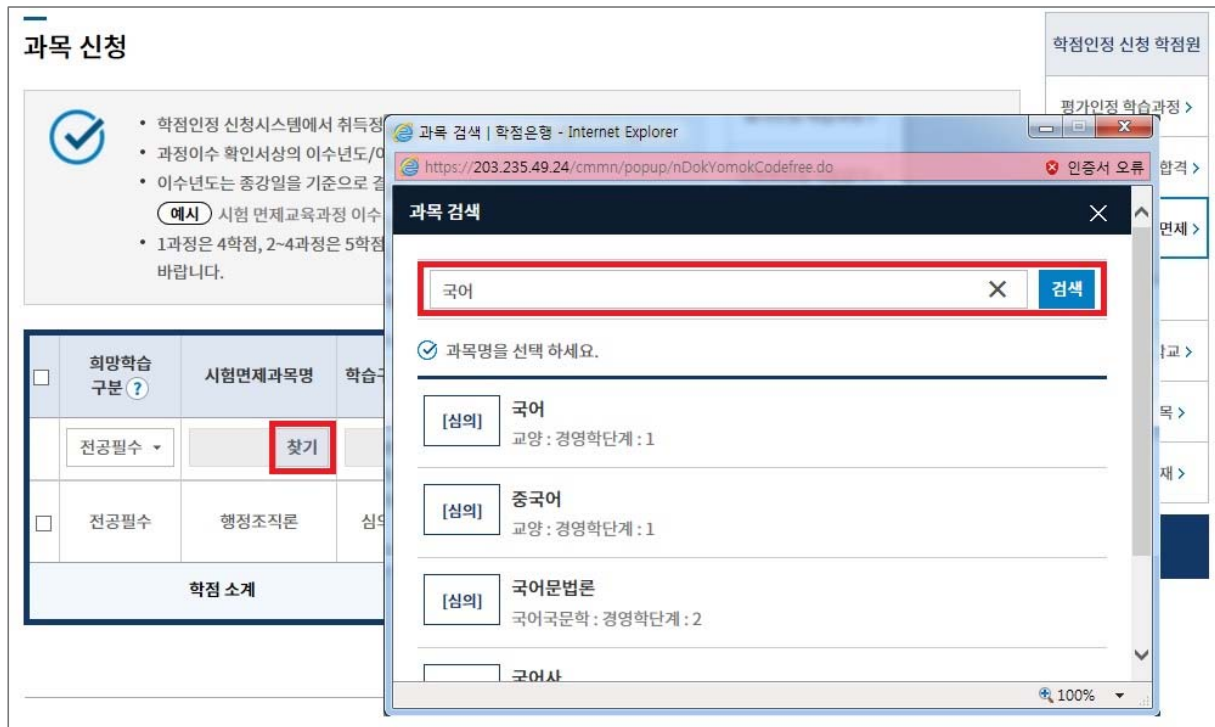 과목 신청
• 학점인정 신청시스템에서 취득정
• 과정이수 확인서상의 이수년도/
• 이수년도는 종강일을 기준으로 결
예시 시험 면제교육과정 이수
• 1과정은 4학점, 2~4과정은 5학점
바랍니다.
희망학습
구분 ?
시험면제과목명
전공필수
찾기
전공필수
행정조직론
학점 소계
과목 검색 | 학점은행 - Internet Explorer
https://203.235.49.24/cmmn/popup/nDokYomokCodefree.do
인증서 오류
과목 검색
국어
검색
과목명을 선택 하세요.
[심의]
국어
교양 : 경영학단계 : 1
[심의]
중국어
교양 : 경영학단계 : 1
[심의]
국어문법론
국어국문학 : 경영학단계 : 2
국어사
100%
학점인정 신청 학점원
평가인정 학습과정 >
합격 >
면제 >
교 >
목 >
재 >